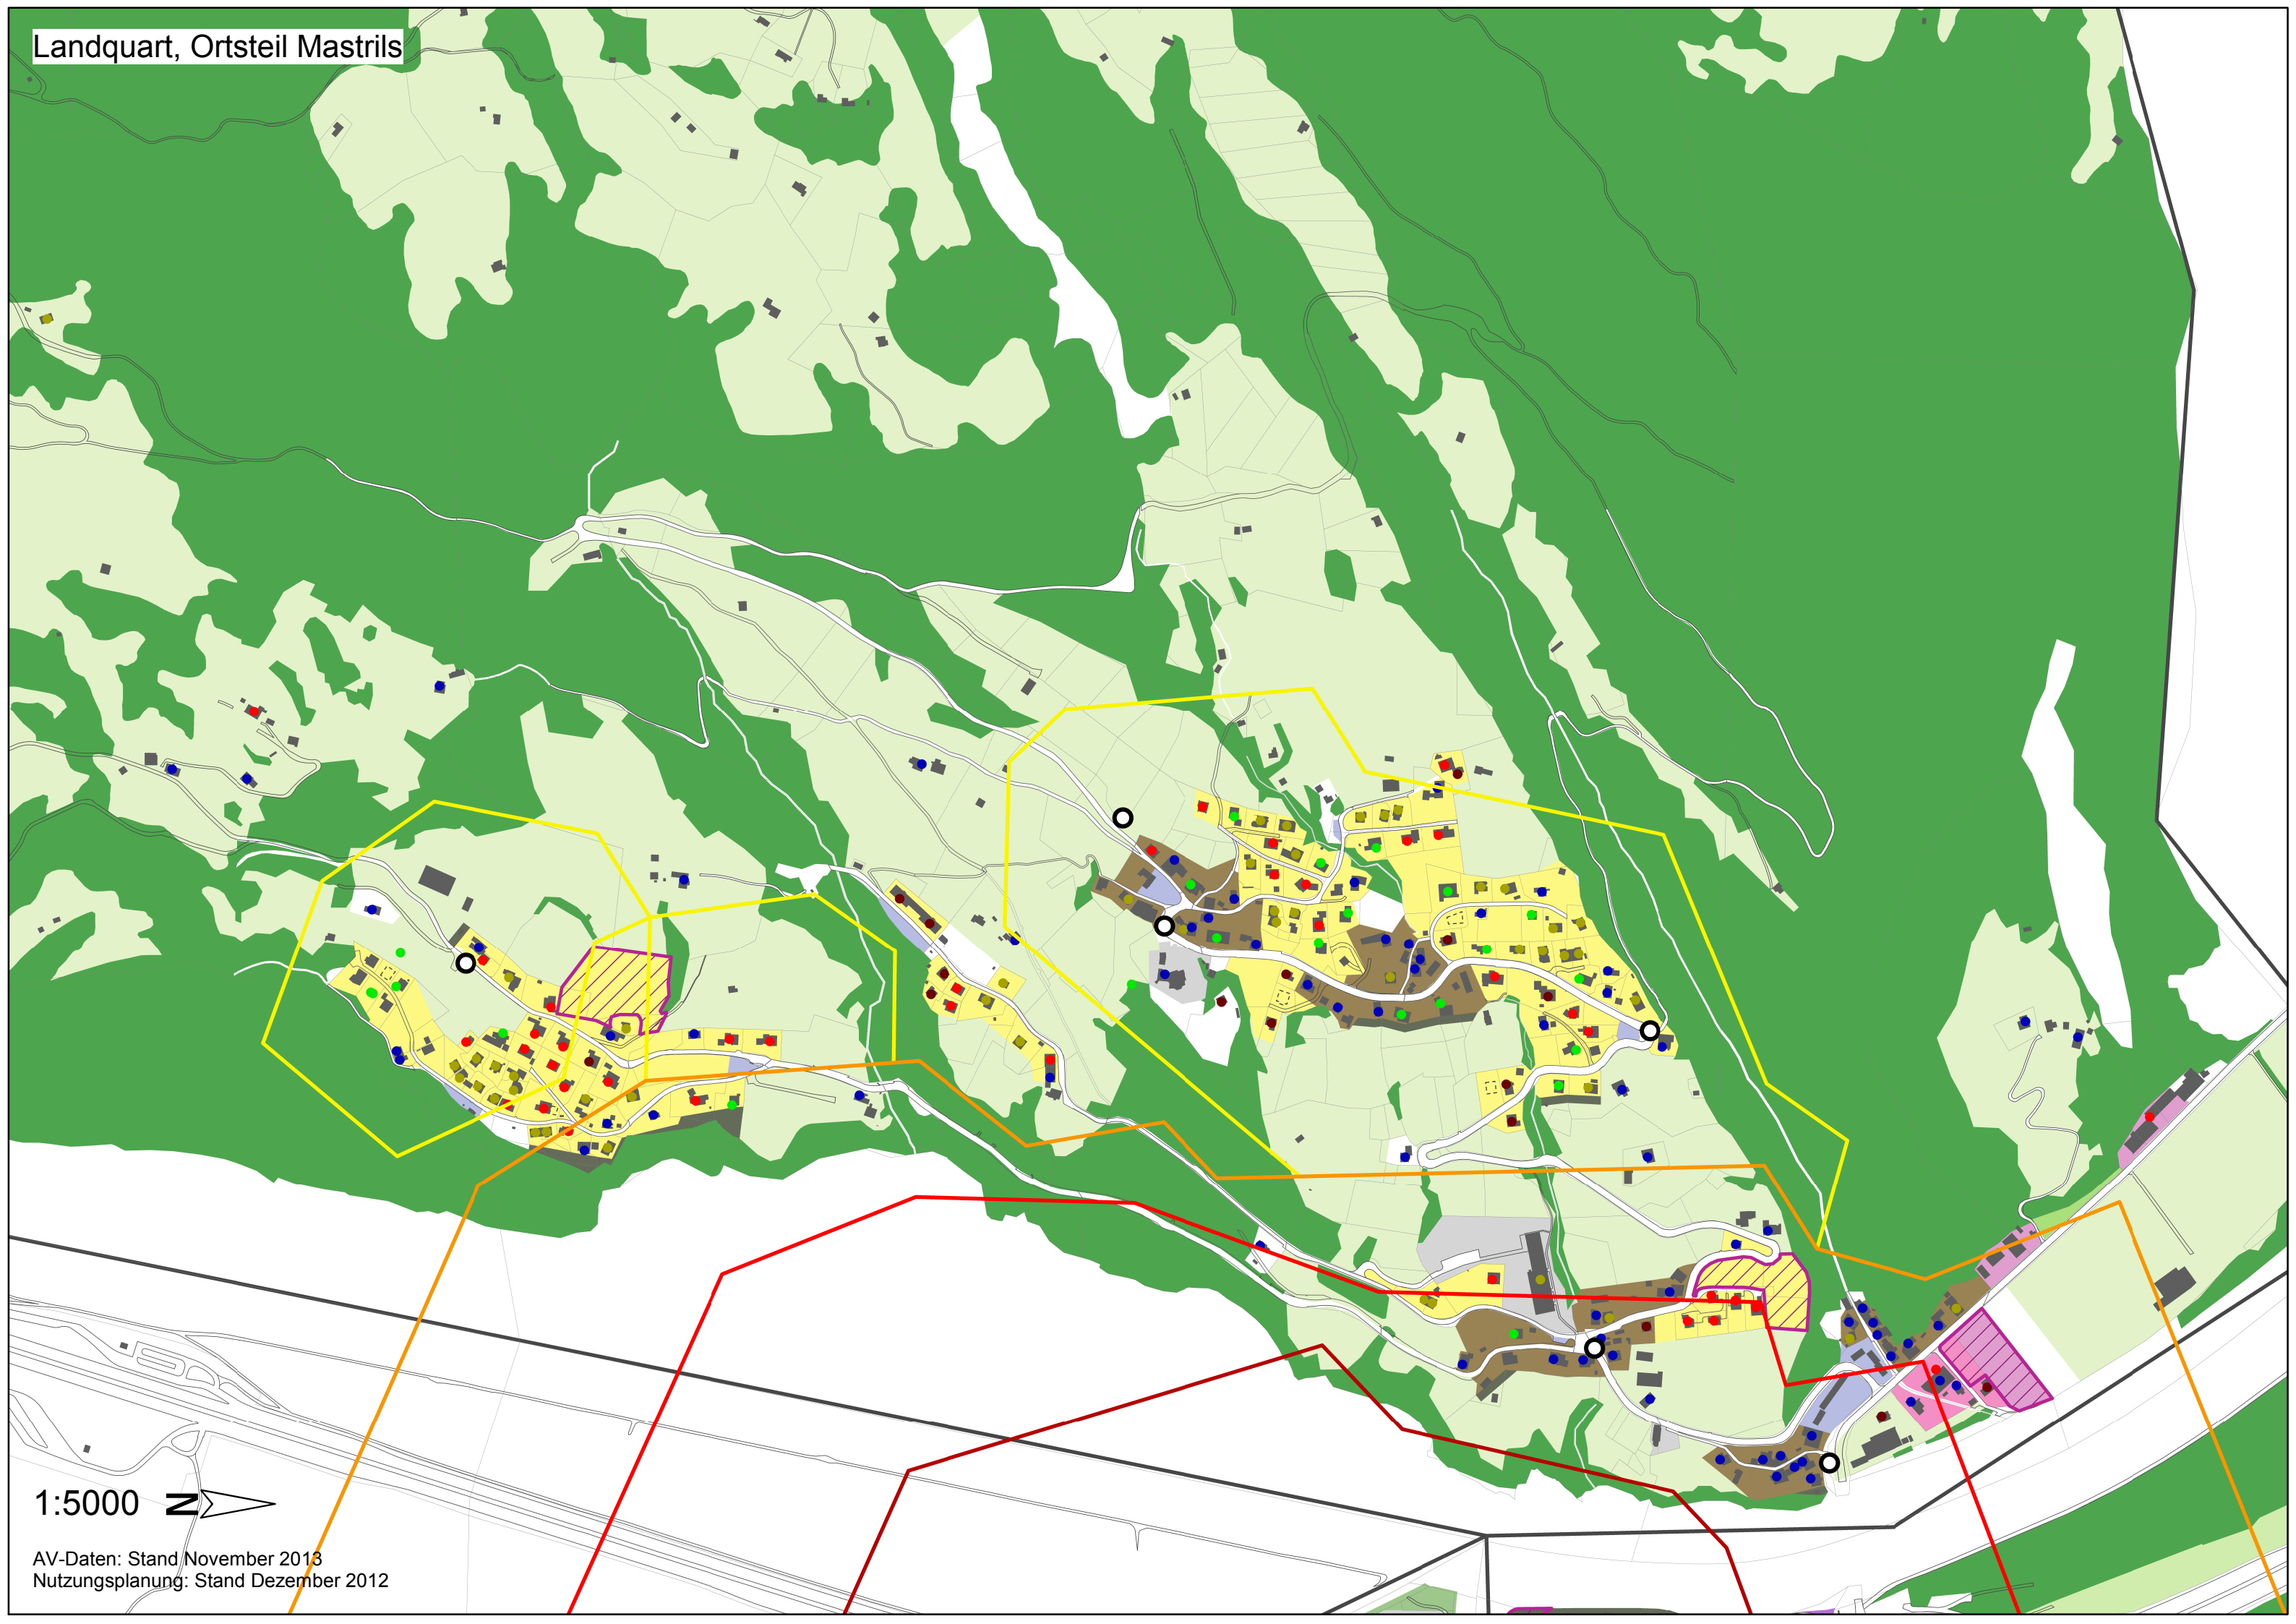 Landquart, Ortsteil Mastrils
1:5000
N
AV-Daten: Stand November 2013
Nutzungsplanung: Stand Dezember 2012